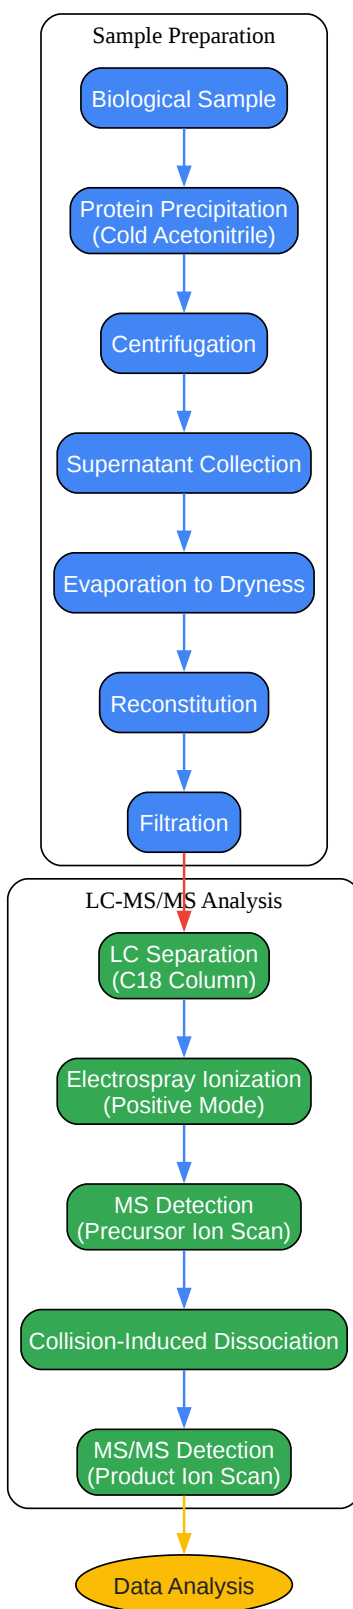 Sample Preparation
Biological Sample
Protein Precipitation
(Cold Acetonitrile)
Centrifugation
Supernatant Collection
Evaporation to Dryness
Reconstitution
Filtration
LC-MS/MS Analysis
LC Separation
(C18 Column)
Electrospray Ionization
(Positive Mode)
MS Detection
(Precursor Ion Scan)
Collision-Induced Dissociation
MS/MS Detection
(Product Ion Scan)
Data Analysis